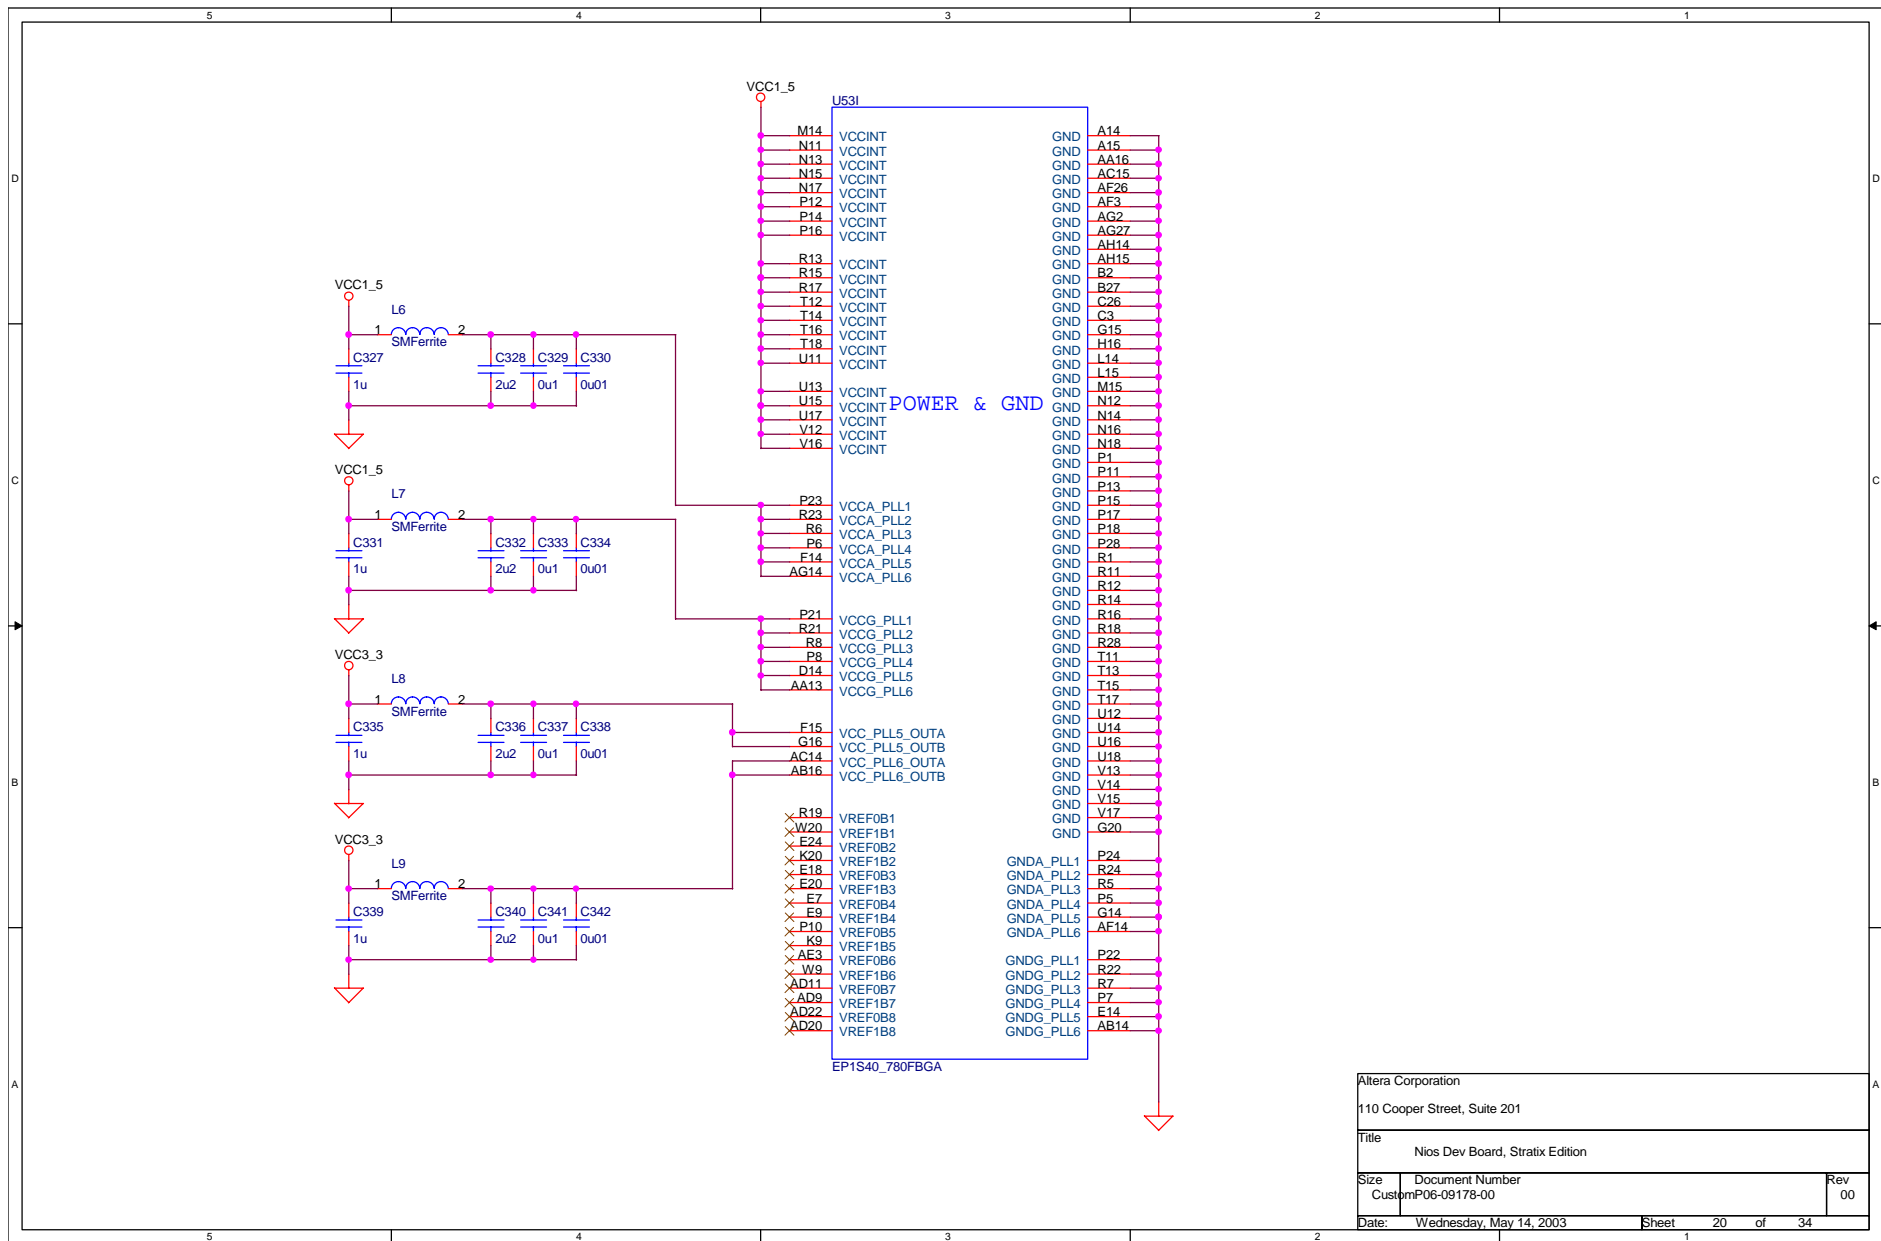 5 4 3 2 1
VCC1_5
U53I
M14 VCCINT GND A14
N11 VCCINT GND A15
N13 VCCINT GND AA16
N15 VCCINT GND AC15
N17 VCCINT GND AF26
P12 VCCINT GND AF3
P14 VCCINT GND AG2
P16 VCCINT GND AG27
GND AH14
R13 VCCINT GND AH15
R15 VCCINT GND B2
R17 VCCINT GND B27
T12 VCCINT GND C26
T14 VCCINT GND C3
T16 VCCINT GND G15
T18 VCCINT GND H16
U11 VCCINT GND L14
GND L15
U13 VCCINT GND M15
U15 VCCINT GND N12
U17 VCCINT GND N14
V12 VCCINT GND N16
V16 VCCINT GND N18
POWER & GND
GND P1
GND P11
GND P13
P23 VCCA_PLL1 GND P15
R23 VCCA_PLL2 GND P17
R6 VCCA_PLL3 GND P18
P6 VCCA_PLL4 GND P28
F14 VCCA_PLL5 GND R1
AG14 VCCA_PLL6 GND R11
GND R12
GND R14
P21 VCCG_PLL1 GND R16
R21 VCCG_PLL2 GND R18
R8 VCCG_PLL3 GND R28
P8 VCCG_PLL4 GND T11
D14 VCCG_PLL5 GND T13
AA13 VCCG_PLL6 GND T15
GND T17
GND U12
F15 VCC_PLL5_OUTA GND U14
G16 VCC_PLL5_OUTB GND U16
AC14 VCC_PLL6_OUTA GND U18
AB16 VCC_PLL6_OUTB GND V13
GND V14
GND V15
R19 VREF0B1 GND V17
W20 VREF1B1 GND G20
E24 VREF0B2
K20 VREF1B2 GNDA_PLL1 P24
E18 VREF0B3 GNDA_PLL2 R24
E20 VREF1B3 GNDA_PLL3 R5
E7 VREF0B4 GNDA_PLL4 P5
E9 VREF1B4 GNDA_PLL5 G14
P10 VREF0B5 GNDA_PLL6 AF14
K9 VREF1B5
AE3 VREF0B6 GNDG_PLL1 P22
W9 VREF1B6 GNDG_PLL2 R22
AD11 VREF0B7 GNDG_PLL3 R7
AD9 VREF1B7 GNDG_PLL4 P7
AD22 VREF0B8 GNDG_PLL5 E14
AD20 VREF1B8 GNDG_PLL6 AB14
EP1S40_780FBGA
VCC1_5
L6
1 2
SMFerrite
C327 C328 C329 C330
1u 2u2 0u1 0u01
VCC1_5
L7
1 2
SMFerrite
C331 C332 C333 C334
1u 2u2 0u1 0u01
VCC3_3
L8
1 2
SMFerrite
C335 C336 C337 C338
1u 2u2 0u1 0u01
VCC3_3
L9
1 2
SMFerrite
C339 C340 C341 C342
1u 2u2 0u1 0u01
D D
C C
B B
A A
Altera Corporation
110 Cooper Street, Suite 201
Title
Nios Dev Board, Stratix Edition
Size Document Number Rev
Custom P06-09178-00 00
Date: Wednesday, May 14, 2003 Sheet 20 of 34
5 4 3 2 1